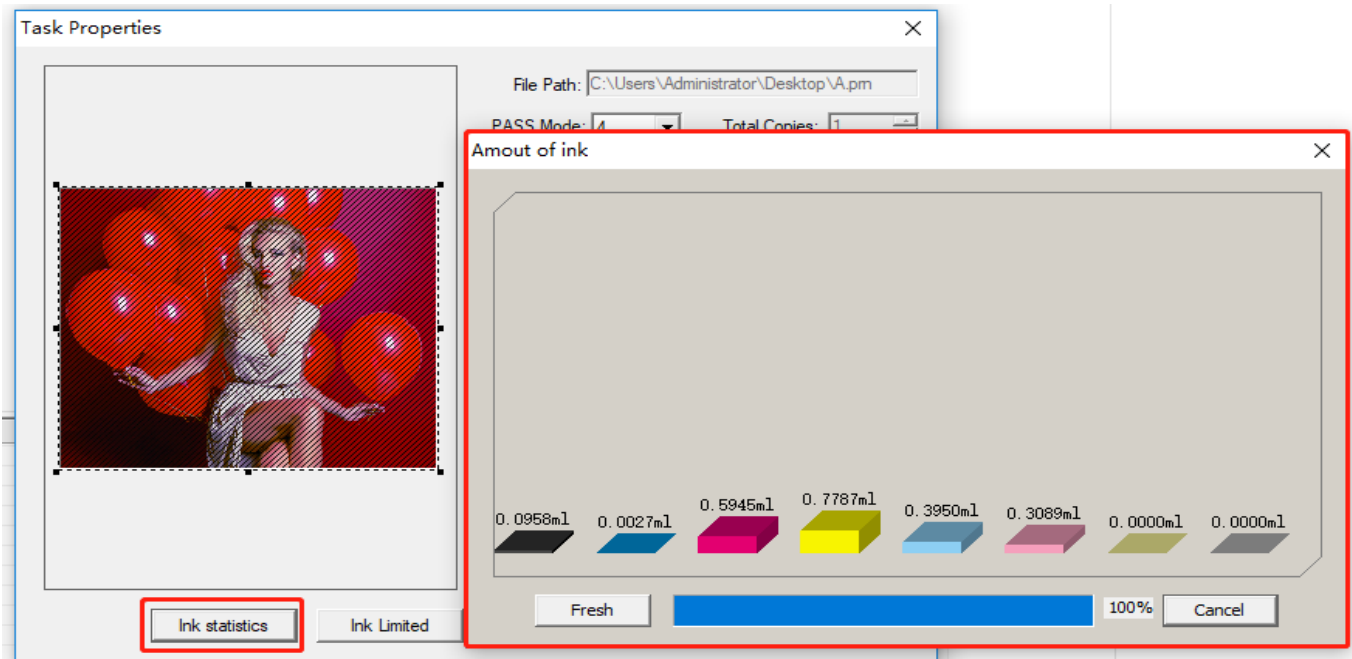 Task Properties
File Path: C:\Users\Administrator\Desktop\A.prn
PASS Mode: 4 Total Copies: 1
Amout of ink
0.0958ml 0.0027ml 0.5945ml 0.7787ml 0.3950ml 0.3089ml 0.0000ml 0.0000ml
Fresh 100% Cancel
Ink statistics Ink Limited